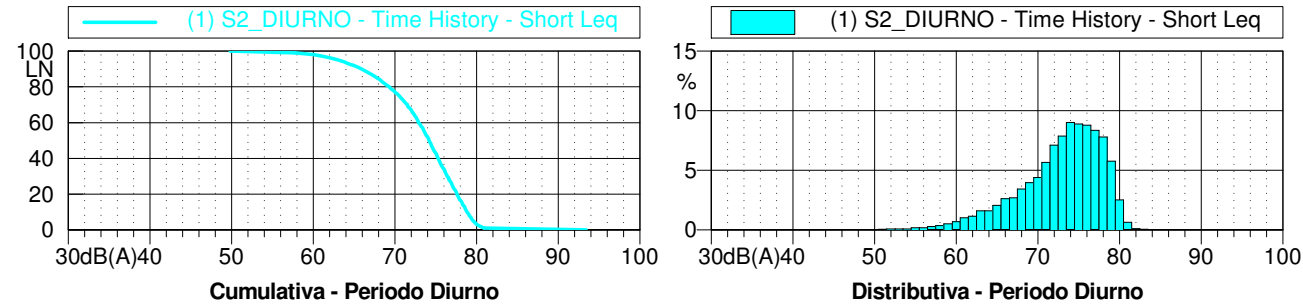 (1) S2_DIURNO - Time History - Short Leq
100
LN
80
60
40
20
0
30dB(A)40 50 60 70 80 90 100
Cumulativa - Periodo Diurno
(1) S2_DIURNO - Time History - Short Leq
15
%
10
5
0
30dB(A)40 50 60 70 80 90 100
Distributiva - Periodo Diurno